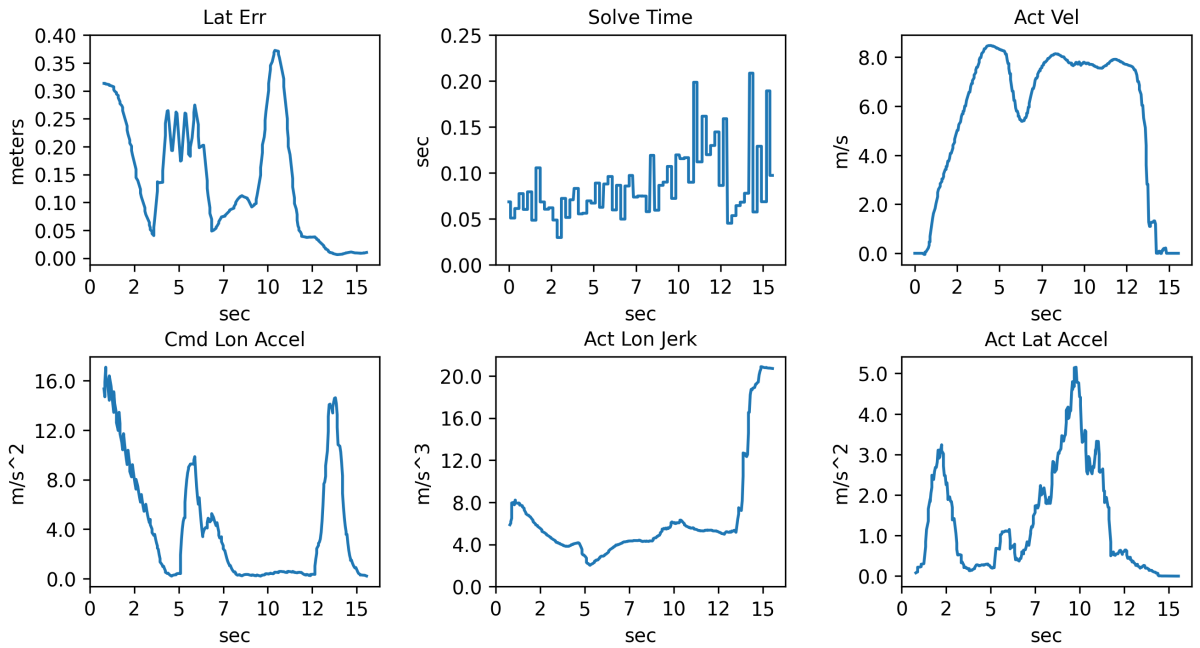 Lat Err
0.40
0.35
0.30
0.25
0.20
0.15
0.10
0.05
0.00
meters
0 2 5 7 10 12 15
sec
Solve Time
0.25
0.20
0.15
0.10
0.05
0.00
sec
0 2 5 7 10 12 15
sec
Act Vel
8.0
6.0
4.0
2.0
0.0
m/s
0 2 5 7 10 12 15
sec
Cmd Lon Accel
16.0
12.0
8.0
4.0
0.0
m/s^2
0 2 5 7 10 12 15
sec
Act Lon Jerk
20.0
16.0
12.0
8.0
4.0
0.0
m/s^3
0 2 5 7 10 12 15
sec
Act Lat Accel
5.0
4.0
3.0
2.0
1.0
0.0
m/s^2
0 2 5 7 10 12 15
sec